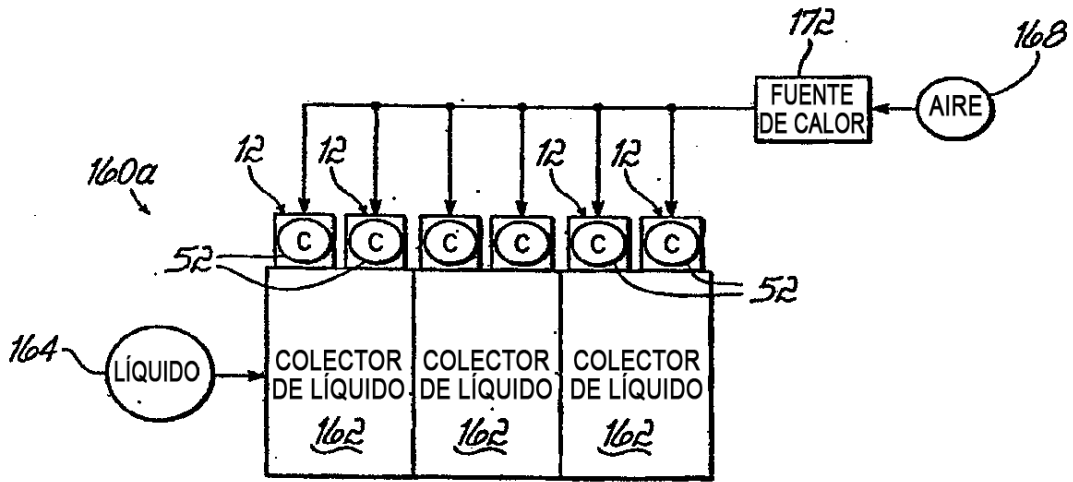 172
168
FUENTE
DE CALOR
AIRE
12 12 12 12
160a
C C C C C C
52 52
164
LÍQUIDO
COLECTOR
DE LÍQUIDO
162
COLECTOR
DE LÍQUIDO
162
COLECTOR
DE LÍQUIDO
162